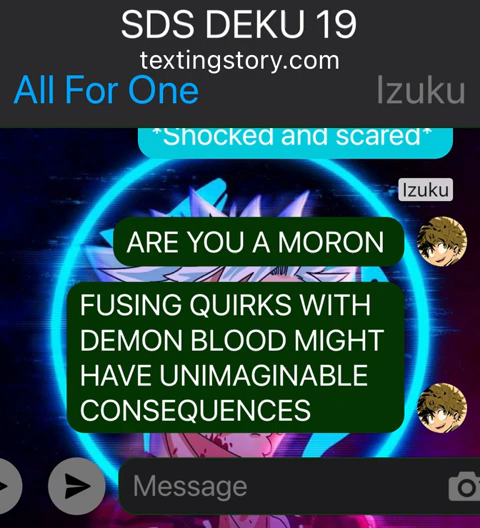 SDS DEKU 19
textingstory.com
All For One
Izuku
*Shocked and scared*
Izuku
ARE YOU A MORON
FUSING QUIRKS WITH
DEMON BLOOD MIGHT
HAVE UNIMAGINABLE
CONSEQUENCES
Message